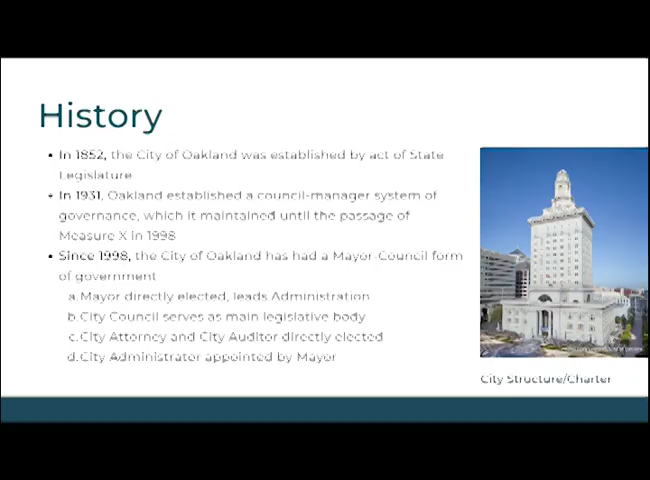 History
• In 1852, the City of Oakland was established by act of State
Legislature
• In 1931, Oakland established a council-manager system of
governance, which it maintained until the passage of
Measure X in 1998
• Since 1998, the City of Oakland has had a Mayor-Council form
of government
a. Mayor directly elected, leads Administration
b. City Council serves as main legislative body
c. City Attorney and City Auditor directly elected
d. City Administrator appointed by Mayor
City Structure/Charter